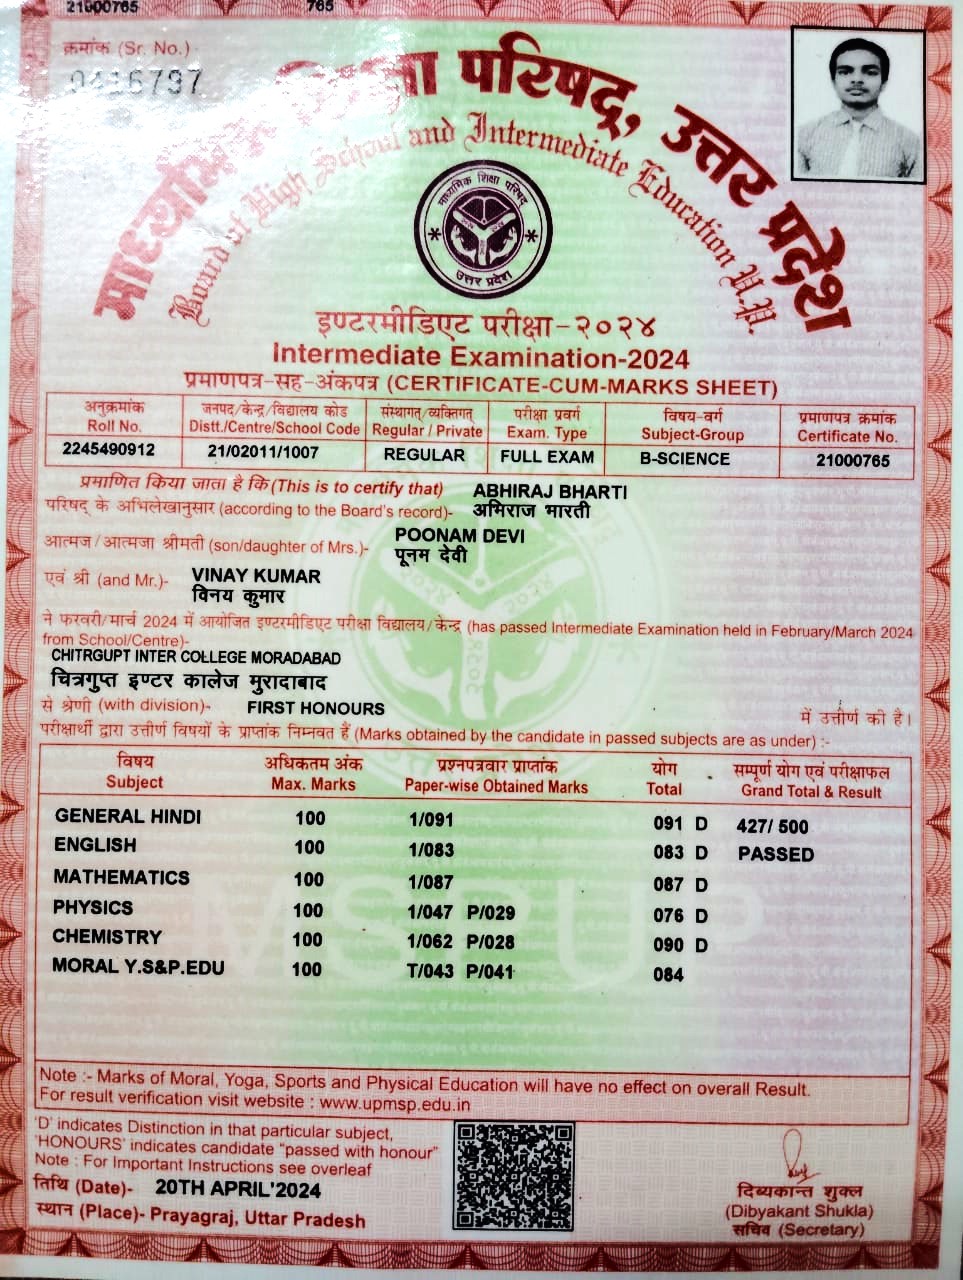 21000765
765
क्रमांक (Sr. No.)
0416797
माध्यमिक शिक्षा परिषद्, उत्तर प्रदेश
Board of High School and Intermediate Education U.P.
माध्यमिक शिक्षा परिषद्
उत्तर प्रदेश
इण्टरमीडिएट परीक्षा-२०२४
Intermediate Examination-2024
प्रमाणपत्र-सह-अंकपत्र (CERTIFICATE-CUM-MARKS SHEET)
अनुक्रमांक जनपद/केन्द्र/विद्यालय कोड संस्थागत/व्यक्तिगत परीक्षा प्रवर्ग विषय-वर्ग प्रमाणपत्र क्रमांक
Roll No. Distt./Centre/School Code Regular / Private Exam. Type Subject-Group Certificate No.
2245490912 21/02011/1007 REGULAR FULL EXAM B-SCIENCE 21000765
प्रमाणित किया जाता है कि (This is to certify that) ABHIRAJ BHARTI
परिषद् के अभिलेखानुसार (according to the Board's record)- अभिराज भारती
आत्मज/आत्मजा श्रीमती (son/daughter of Mrs.)- POONAM DEVI
पूनम देवी
एवं श्री (and Mr.)- VINAY KUMAR
विनय कुमार
ने फरवरी/मार्च 2024 में आयोजित इण्टरमीडिएट परीक्षा विद्यालय/केन्द्र (has passed Intermediate Examination held in February/March 2024
from School/Centre)-
CHITRGUPT INTER COLLEGE MORADABAD
चित्रगुप्त इण्टर कालेज मुरादाबाद
से श्रेणी (with division)- FIRST HONOURS में उत्तीर्ण की है।
परीक्षार्थी द्वारा उत्तीर्ण विषयों के प्राप्तांक निम्नवत हैं (Marks obtained by the candidate in passed subjects are as under) :-
विषय अधिकतम अंक प्रश्नपत्रवार प्राप्तांक योग सम्पूर्ण योग एवं परीक्षाफल
Subject Max. Marks Paper-wise Obtained Marks Total Grand Total & Result
GENERAL HINDI 100 1/091 091 D 427/ 500
ENGLISH 100 1/083 083 D PASSED
MATHEMATICS 100 1/087 087 D
PHYSICS 100 1/047 P/029 076 D
CHEMISTRY 100 1/062 P/028 090 D
MORAL Y.S&P.EDU 100 T/043 P/041 084
MSPUP
Note :- Marks of Moral, Yoga, Sports and Physical Education will have no effect on overall Result.
For result verification visit website : www.upmsp.edu.in
'D' indicates Distinction in that particular subject,
'HONOURS' indicates candidate "passed with honour"
Note : For Important Instructions see overleaf
तिथि (Date)- 20TH APRIL'2024
स्थान (Place)- Prayagraj, Uttar Pradesh
दिब्यकान्त शुक्ल
(Dibyakant Shukla)
सचिव (Secretary)